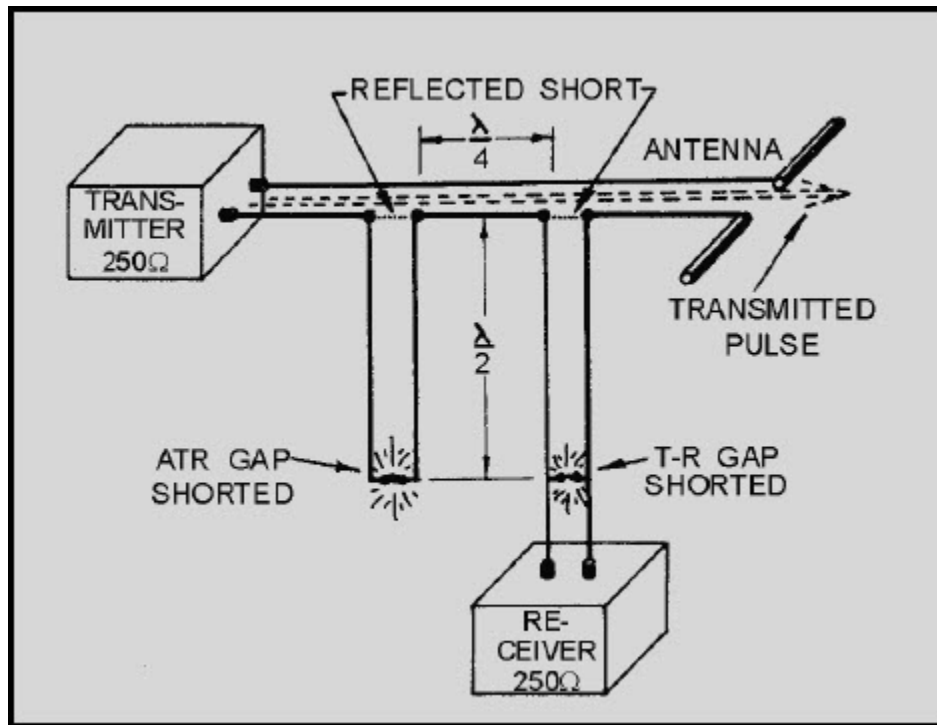 REFLECTED SHORT
λ
4
ANTENNA
TRANS-
MITTER
250Ω
λ
2
TRANSMITTED
PULSE
ATR GAP
SHORTED
T-R GAP
SHORTED
RE-
CEIVER
250Ω